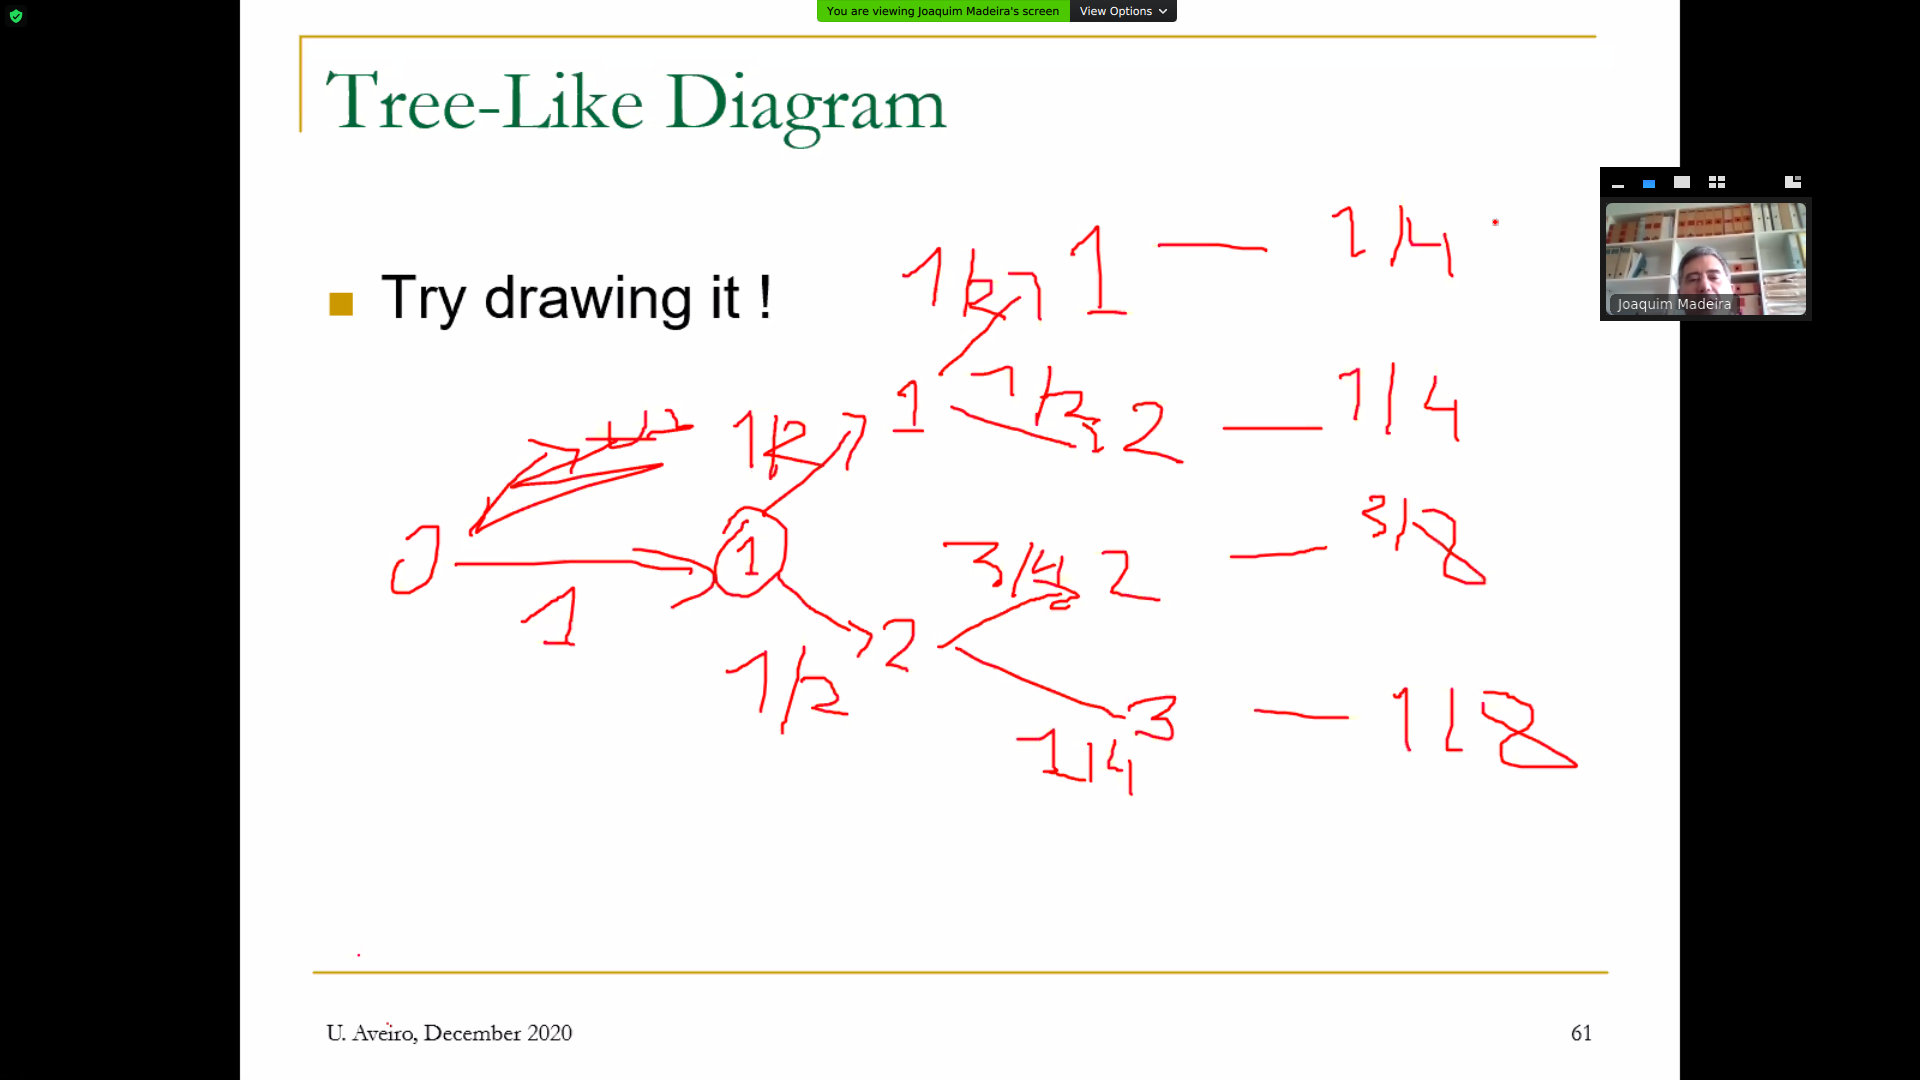 You are viewing Joaquim Madeira's screen View Options
Tree-Like Diagram
Try drawing it !
Joaquim Madeira
1/2 1 — 1/4
1/2 1 1/2 2 — 1/4
0 1 1
3/4 2 — 3/8
1/2 2
1/4 3 — 1/8
U. Aveiro, December 2020
61